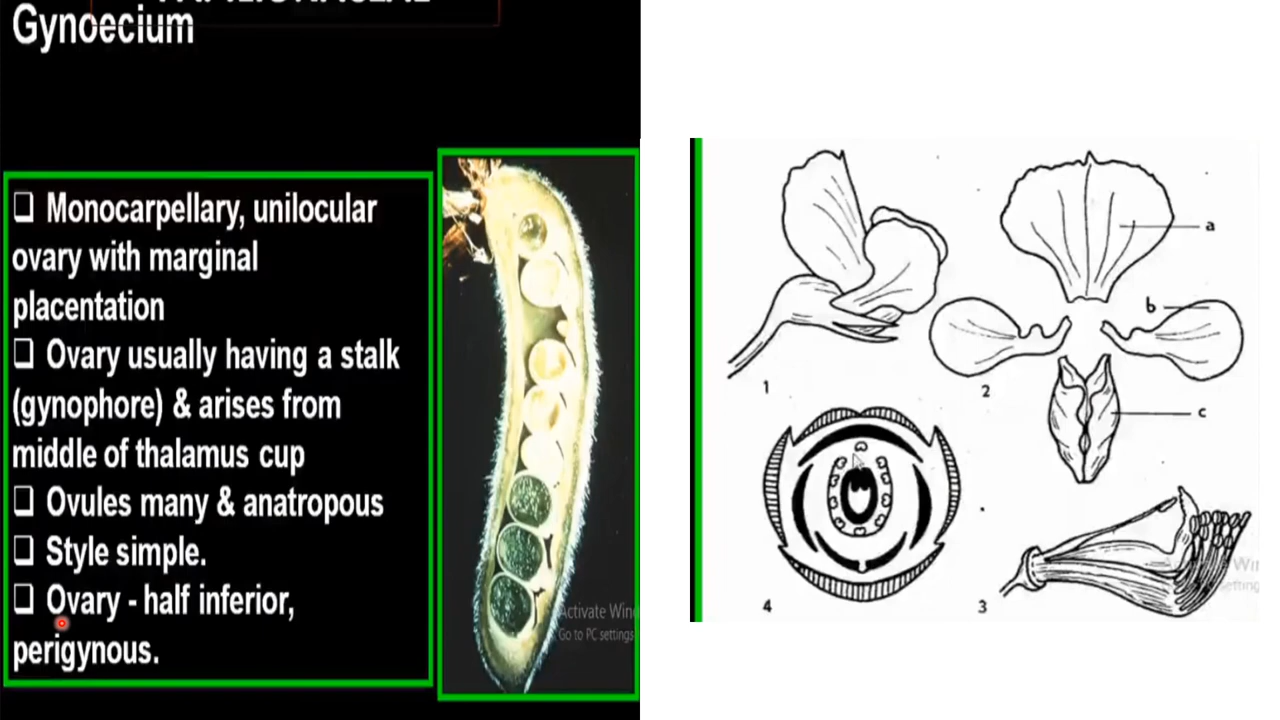 Gynoecium
❑ Monocarpellary, unilocular
ovary with marginal
placentation
❑ Ovary usually having a stalk
(gynophore) & arises from
middle of thalamus cup
❑ Ovules many & anatropous
❑ Style simple.
❑ Ovary - half inferior,
perigynous.
Activate Win
Go to PC settings
a
b
1
2
c
4
3